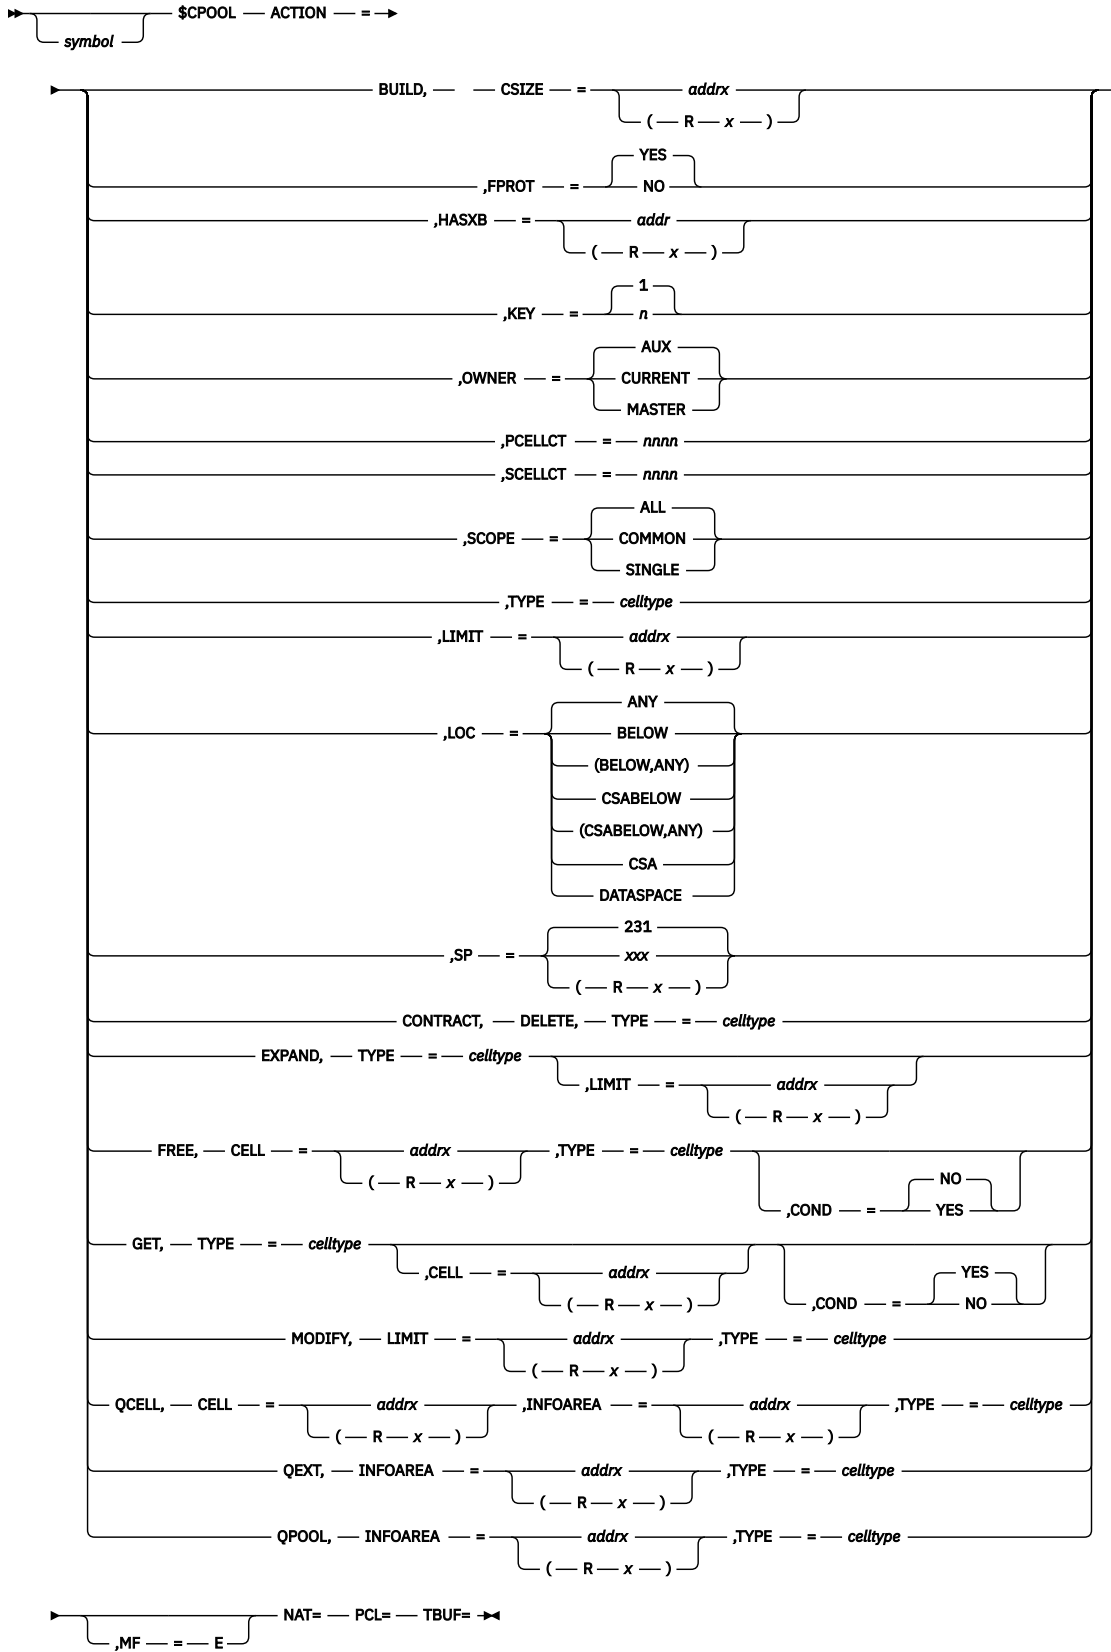 $CPOOL ACTION =
symbol
BUILD, CSIZE = addrx
( R x )
YES
,FPROT = NO
,HASXB = addr
( R x )
1
,KEY = n
AUX
,OWNER = CURRENT
MASTER
,PCELLCT = nnnn
,SCELLCT = nnnn
ALL
,SCOPE = COMMON
SINGLE
,TYPE = celltype
,LIMIT = addrx
( R x )
ANY
,LOC = BELOW
(BELOW,ANY)
CSABELOW
(CSABELOW,ANY)
CSA
DATASPACE
231
,SP = xxx
( R x )
CONTRACT, DELETE, TYPE = celltype
EXPAND, TYPE = celltype
,LIMIT = addrx
( R x )
FREE, CELL = addrx ,TYPE = celltype
( R x )
NO
,COND = YES
GET, TYPE = celltype
,CELL = addrx
( R x )
YES
,COND = NO
MODIFY, LIMIT = addrx ,TYPE = celltype
( R x )
QCELL, CELL = addrx ,INFOAREA = addrx ,TYPE = celltype
( R x ) ( R x )
QEXT, INFOAREA = addrx ,TYPE = celltype
( R x )
QPOOL, INFOAREA = addrx ,TYPE = celltype
( R x )
NAT= PCL= TBUF=
,MF = E